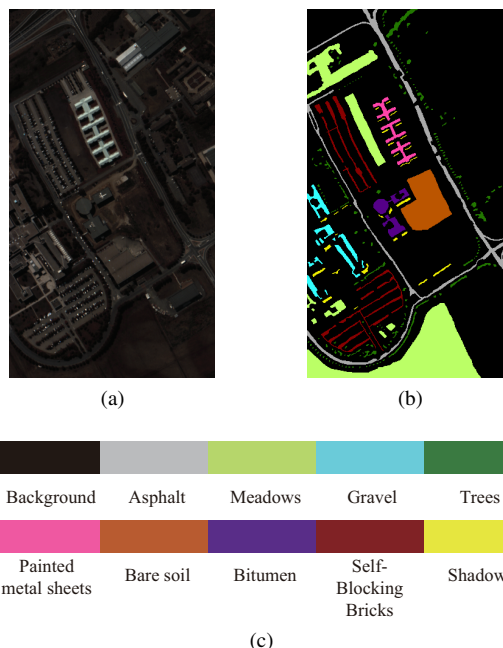 (a)
(b)
Background Asphalt Meadows Gravel Trees
Painted metal sheets Bare soil Bitumen Self-Blocking Bricks Shadow
(c)